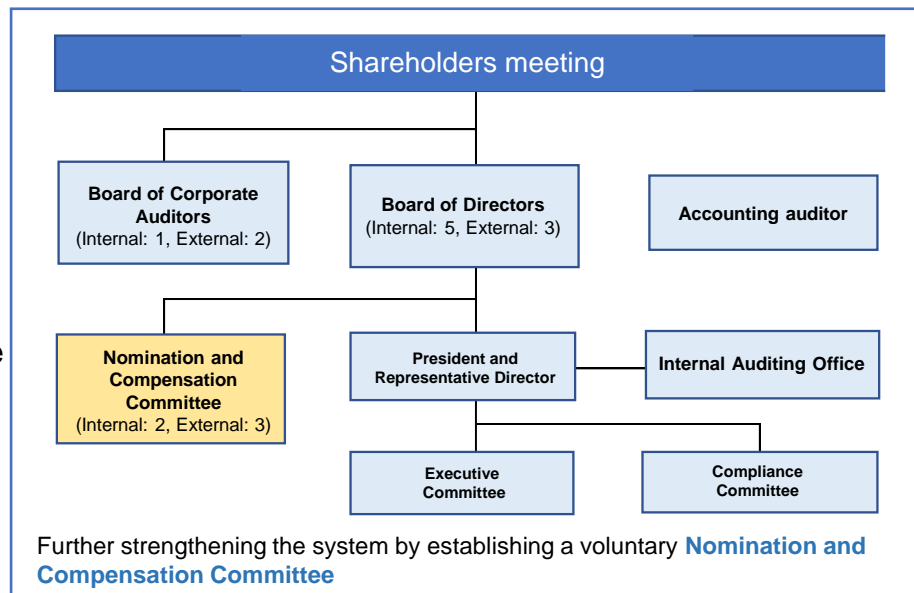 Shareholders meeting
Board of Corporate
Auditors
(Internal: 1, External: 2)
Board of Directors
(Internal: 5, External: 3)
Accounting auditor
e
Nomination and
Compensation
Committee
(Internal: 2, External: 3)
President and
Representative Director
Internal Auditing Office
Executive
Committee
Compliance
Committee
Further strengthening the system by establishing a voluntary Nomination and
Compensation Committee